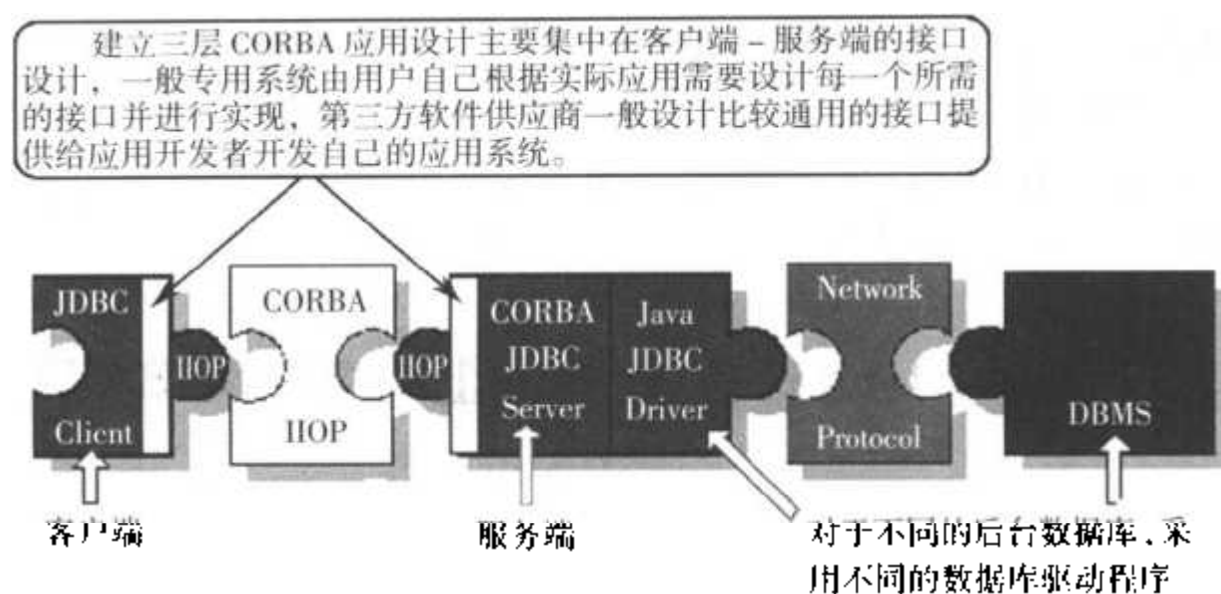 建立三层 CORBA 应用设计主要集中在客户端 – 服务端的接口
设计，一般专用系统由用户自己根据实际应用需要设计每一个所需
的接口并进行实现，第三方软件供应商一般设计比较通用的接口提
供给应用开发者开发自己的应用系统。
JDBC
Client
IIOP
CORBA
IIOP
IIOP
CORBA
JDBC
Server
Java
JDBC
Driver
Network
Protocol
DBMS
客户端
服务端
对于不同的后台数据库、采
用不同的数据库驱动程序